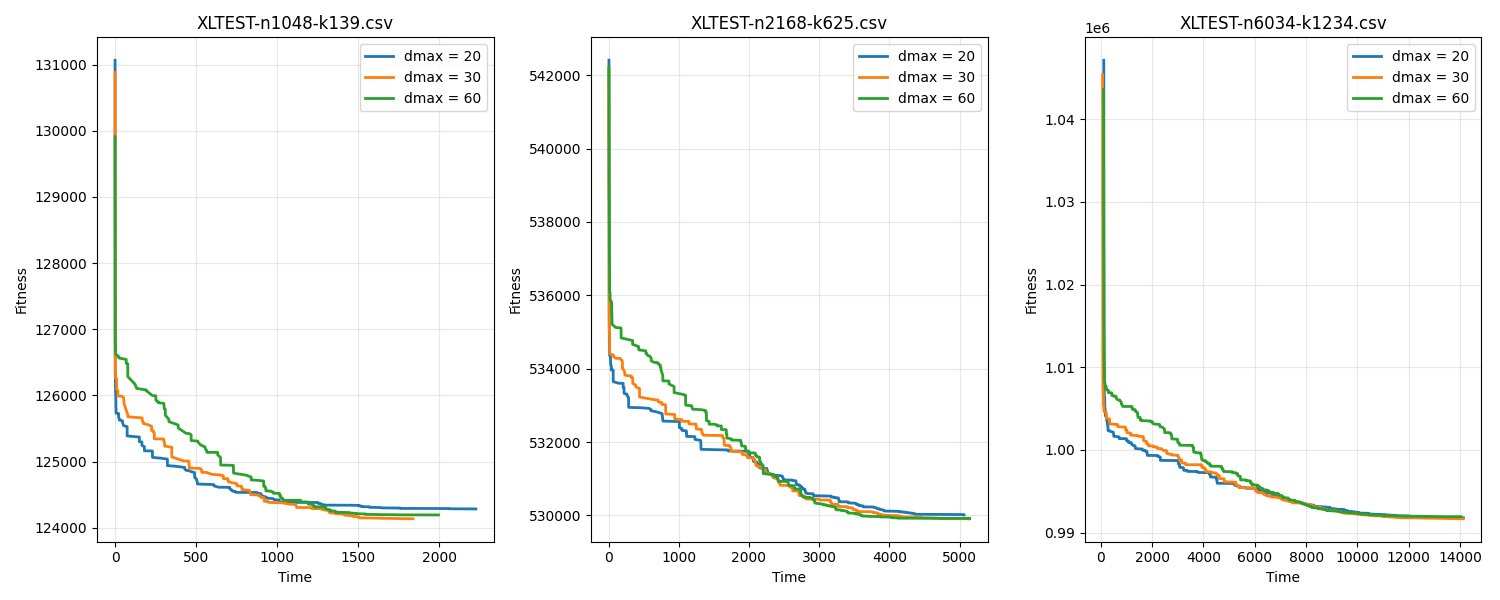 XLTEST-n1048-k139.csv
131000
130000
129000
128000
127000
126000
125000
124000
Fitness
0
500
1000
1500
2000
Time
dmax = 20
dmax = 30
dmax = 60
XLTEST-n2168-k625.csv
542000
540000
538000
536000
534000
532000
530000
Fitness
0
1000
2000
3000
4000
5000
Time
dmax = 20
dmax = 30
dmax = 60
XLTEST-n6034-k1234.csv
1e6
1.04
1.03
1.02
1.01
1.00
0.99
Fitness
0
2000
4000
6000
8000
10000
12000
14000
Time
dmax = 20
dmax = 30
dmax = 60